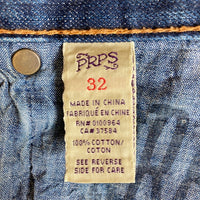 PRPS
32
MADE IN CHINA
FABRIQUÉ EN CHINE
RN# 0100964
CA# 37584
100% COTTON/
COTON
SEE REVERSE
SIDE FOR CARE